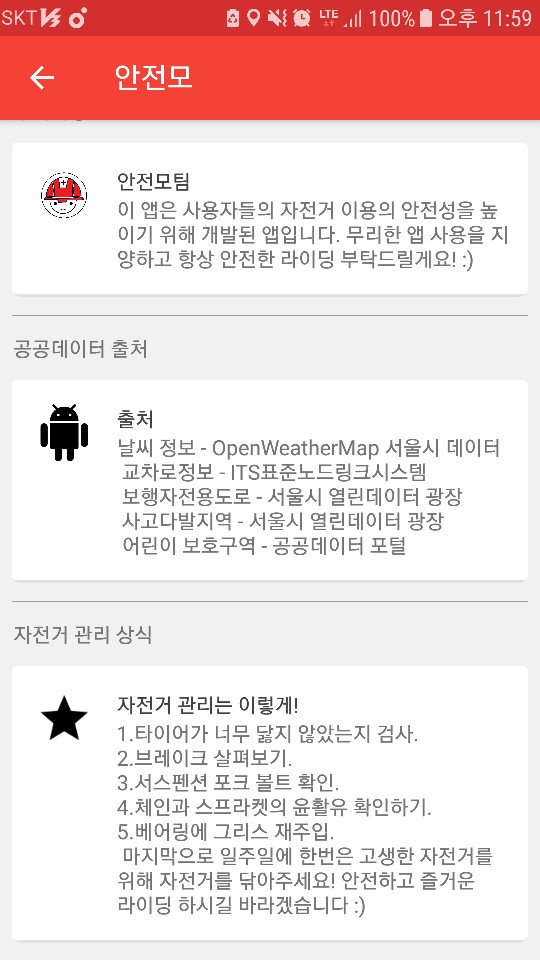 SKT LTE 100% 오후 11:59
안전모
안전모팀
이 앱은 사용자들의 자전거 이용의 안전성을 높
이기 위해 개발된 앱입니다. 무리한 앱 사용을 지
양하고 항상 안전한 라이딩 부탁드릴게요! :)
공공데이터 출처
출처
날씨 정보 - OpenWeatherMap 서울시 데이터
교차로정보 - ITS표준노드링크시스템
보행자전용도로 - 서울시 열린데이터 광장
사고다발지역 - 서울시 열린데이터 광장
어린이 보호구역 - 공공데이터 포털
자전거 관리 상식
자전거 관리는 이렇게!
1.타이어가 너무 닳지 않았는지 검사.
2.브레이크 살펴보기.
3.서스펜션 포크 볼트 확인.
4.체인과 스프라켓의 윤활유 확인하기.
5.베어링에 그리스 재주입.
마지막으로 일주일에 한번은 고생한 자전거를
위해 자전거를 닦아주세요! 안전하고 즐거운
라이딩 하시길 바라겠습니다 :)